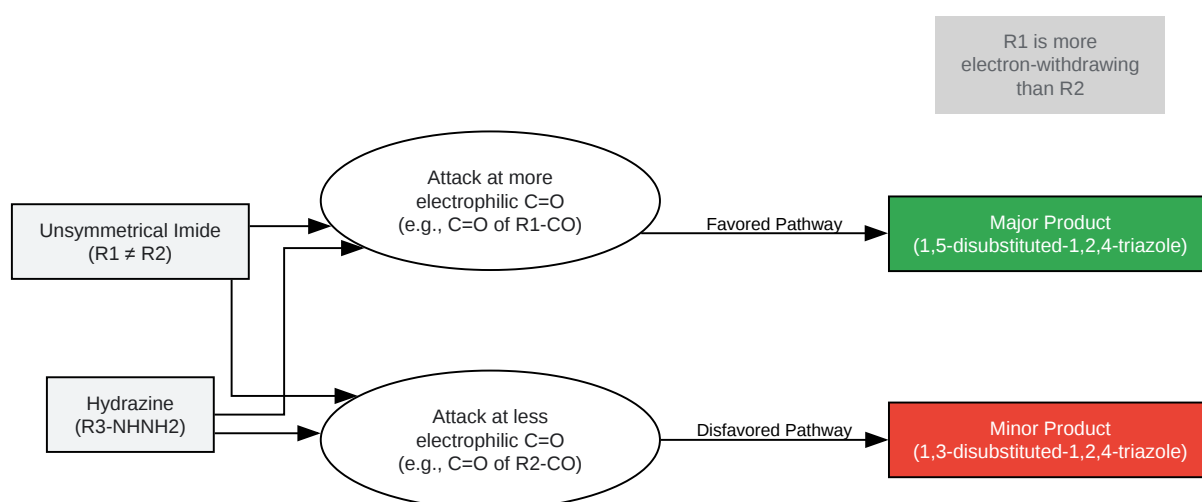 R1 is more
electron-withdrawing
than R2
Attack at more
electrophilic C=O
(e.g., C=O of R1-CO)
Unsymmetrical Imide
(R1 ≠ R2)
Favored Pathway
Major Product
(1,5-disubstituted-1,2,4-triazole)
Hydrazine
(R3-NHNH2)
Attack at less
electrophilic C=O
(e.g., C=O of R2-CO)
Disfavored Pathway
Minor Product
(1,3-disubstituted-1,2,4-triazole)